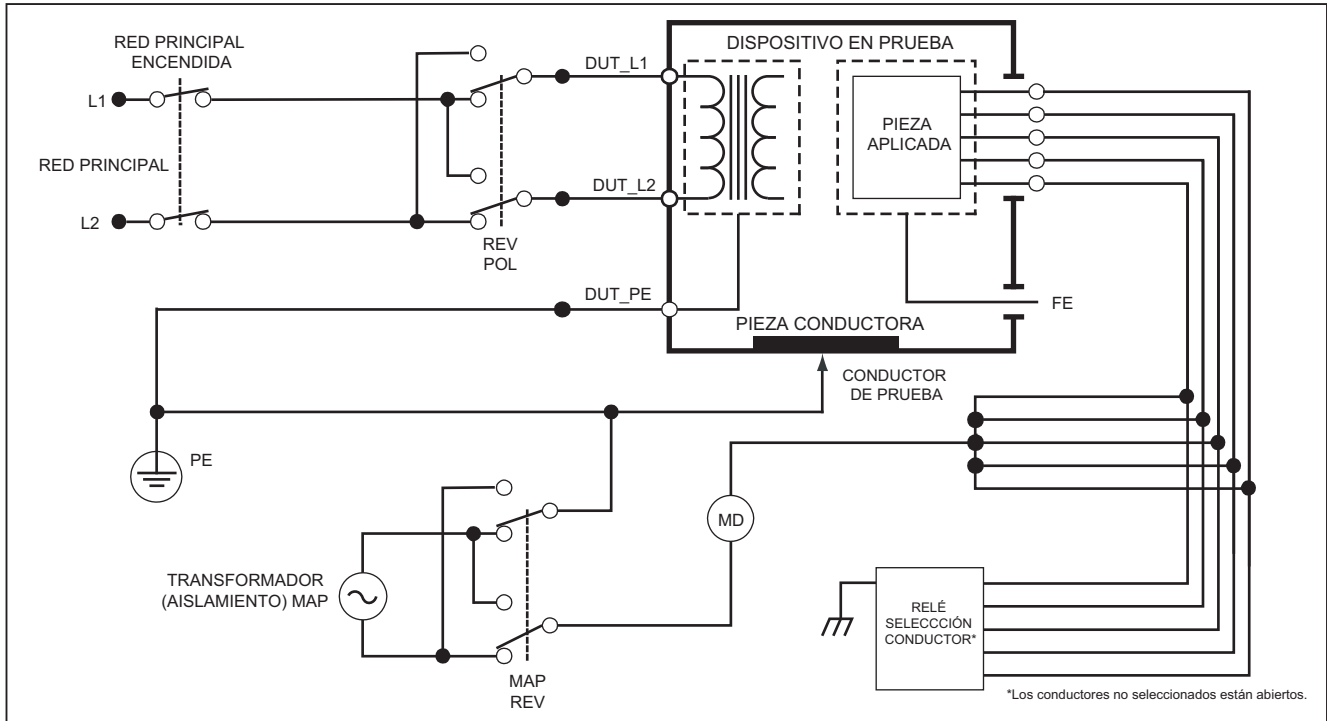 RED PRINCIPAL
ENCENDIDA
L1
RED PRINCIPAL
L2
REV
POL
DUT_L1
DUT_L2
DUT_PE
DISPOSITIVO EN PRUEBA
PIEZA
APLICADA
FE
PIEZA CONDUCTORA
CONDUCTOR
DE PRUEBA
PE
MD
TRANSFORMADOR
(AISLAMIENTO) MAP
MAP
REV
RELÉ
SELECCCIÓN
CONDUCTOR*
*Los conductores no seleccionados están abiertos.